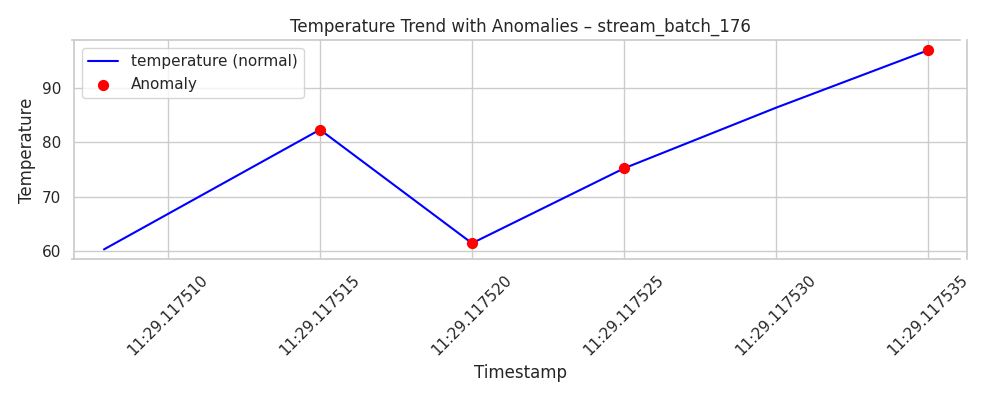 Temperature Trend with Anomalies – stream_batch_176
temperature (normal)
Anomaly
Temperature
90
80
70
60
11:29.117510
11:29.117515
11:29.117520
11:29.117525
11:29.117530
11:29.117535
Timestamp